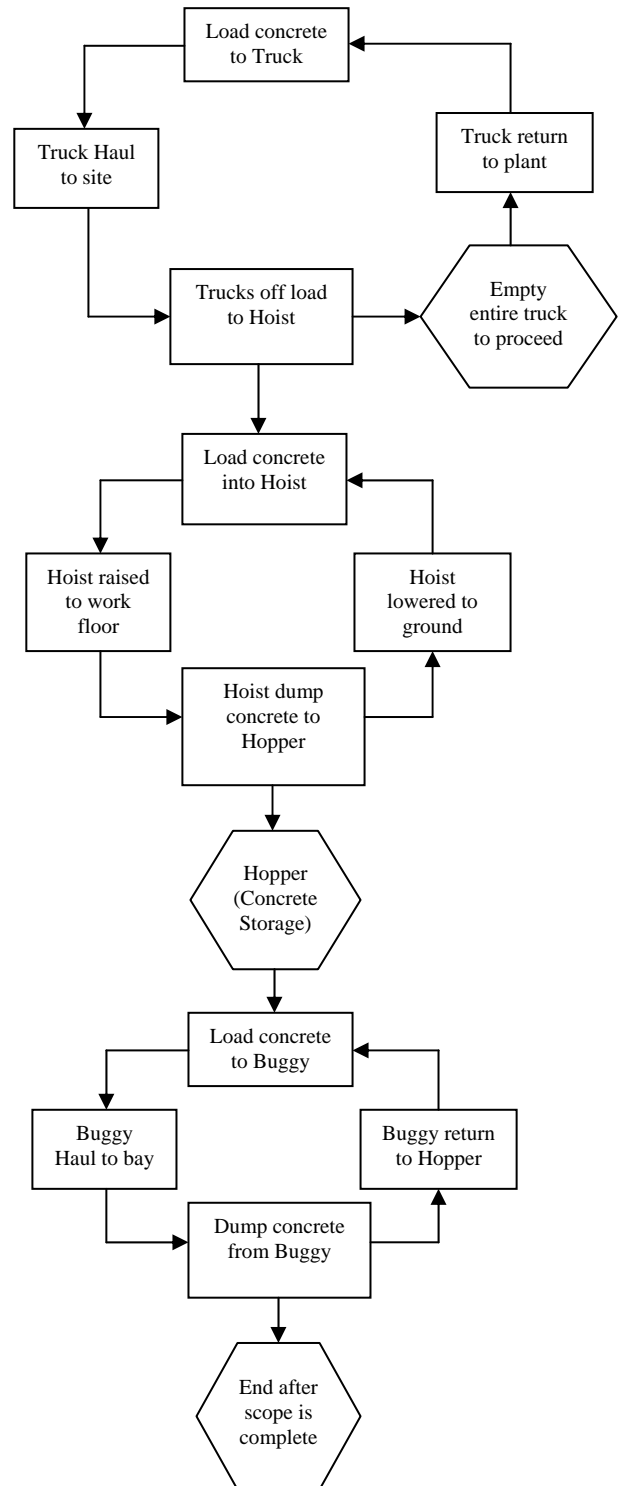 Load concrete
to Truck
Truck Haul
to site
Truck return
to plant
Trucks off load
to Hoist
Empty
entire truck
to proceed
Load concrete
into Hoist
Hoist raised
to work
floor
Hoist
lowered to
ground
Hoist dump
concrete to
Hopper
Hopper
(Concrete
Storage)
Load concrete
to Buggy
Buggy
Haul to bay
Buggy return
to Hopper
Dump concrete
from Buggy
End after
scope is
complete